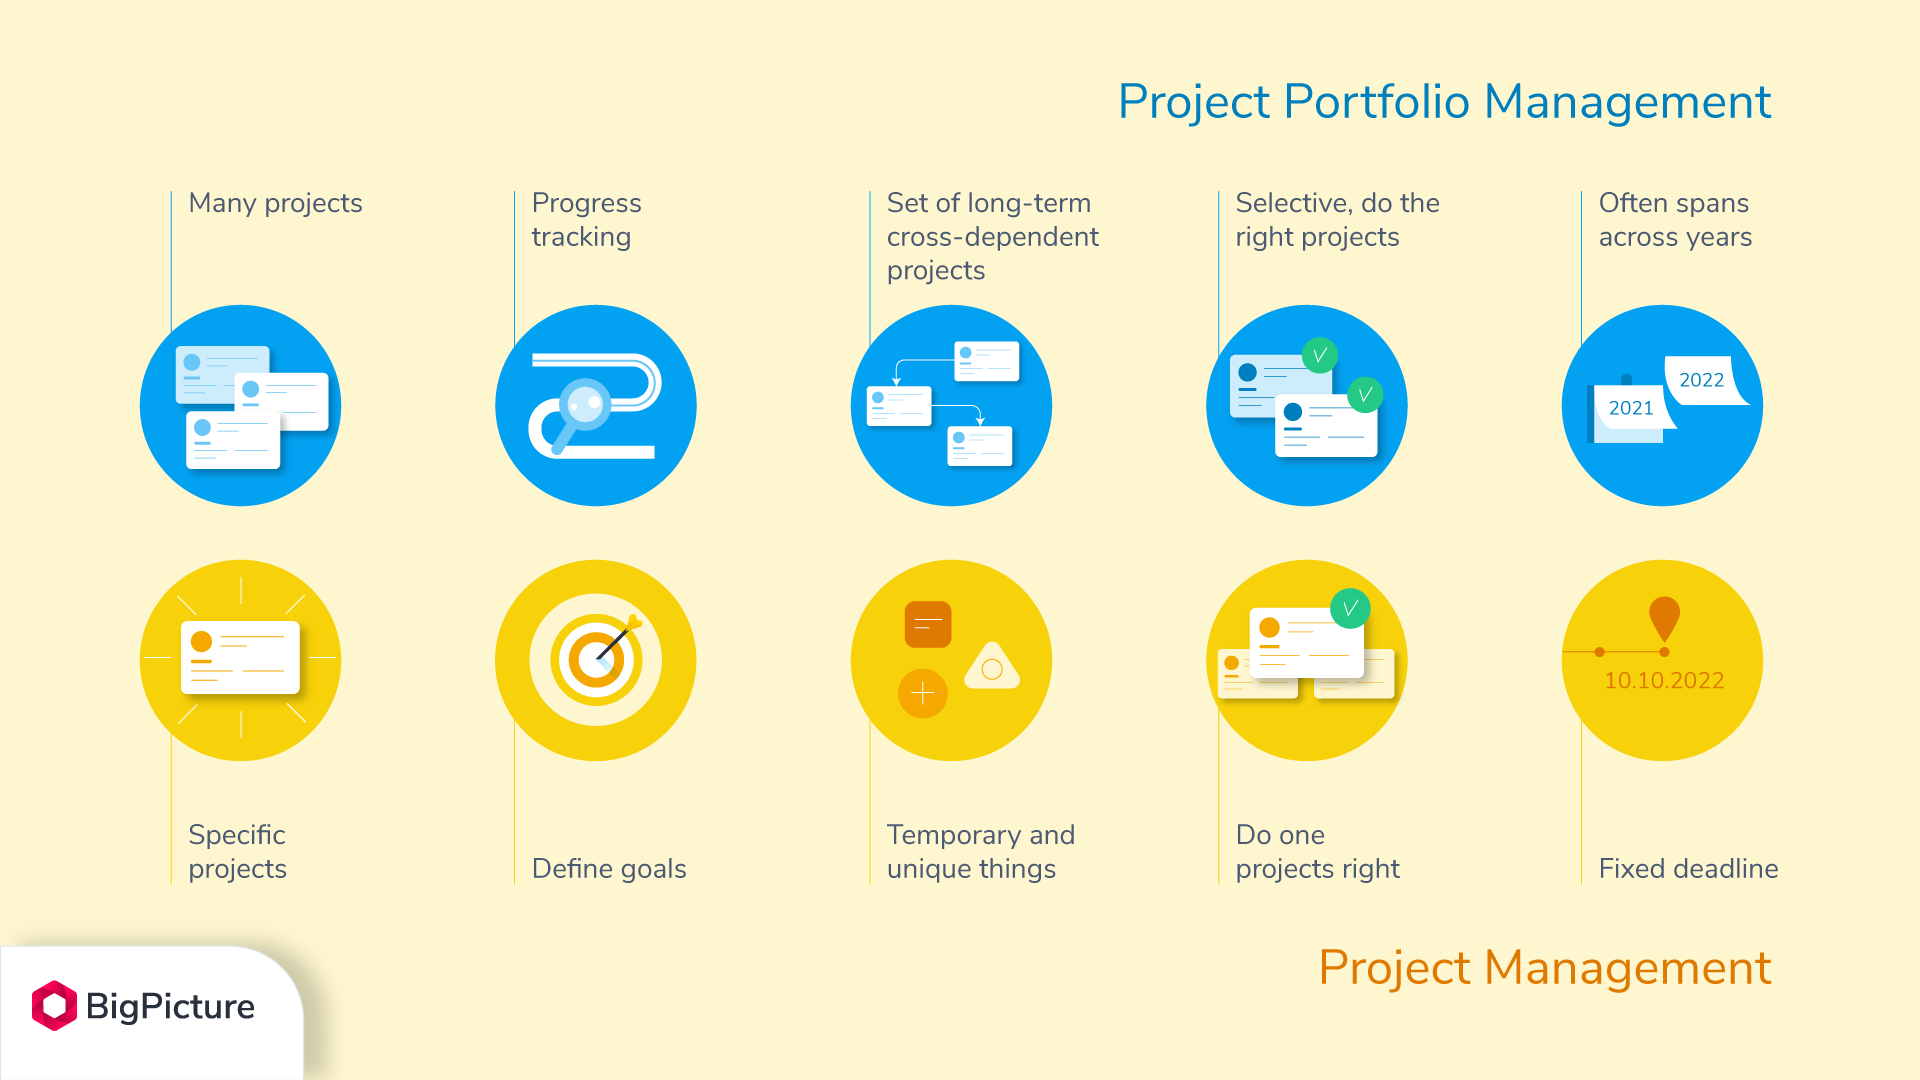 Project Portfolio Management
Many projects
Progress
tracking
Set of long-term
cross-dependent
projects
Selective, do the
right projects
Often spans
across years
2022
2021
10.10.2022
Specific
projects
Define goals
Temporary and
unique things
Do one
projects right
Fixed deadline
Project Management
BigPicture